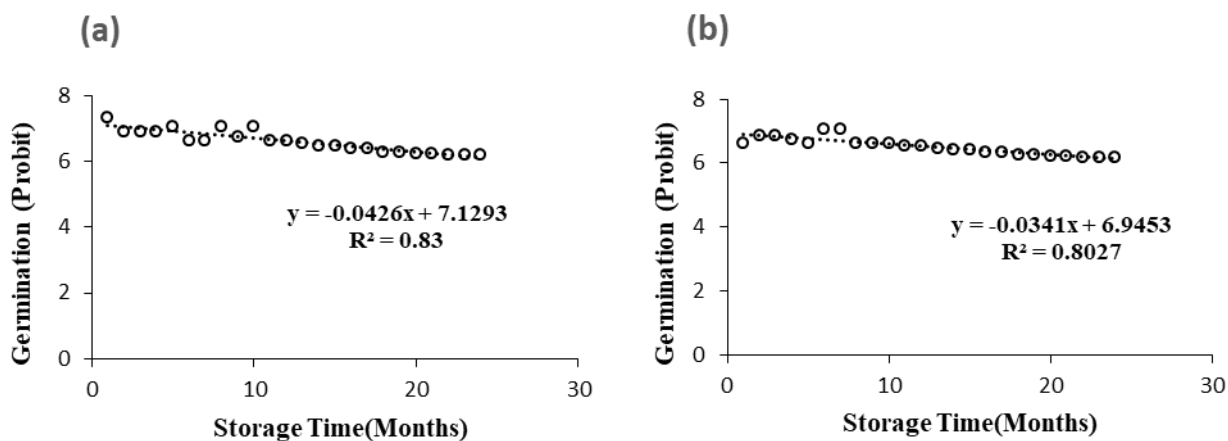 (a)
8
6
4
2
0
0
10
20
30
Germination (Probit)
Storage Time(Months)
y = -0.0426x + 7.1293
R² = 0.83
(b)
8
6
4
2
0
0
10
20
30
Germination (Probit)
Storage Time(Months)
y = -0.0341x + 6.9453
R² = 0.8027